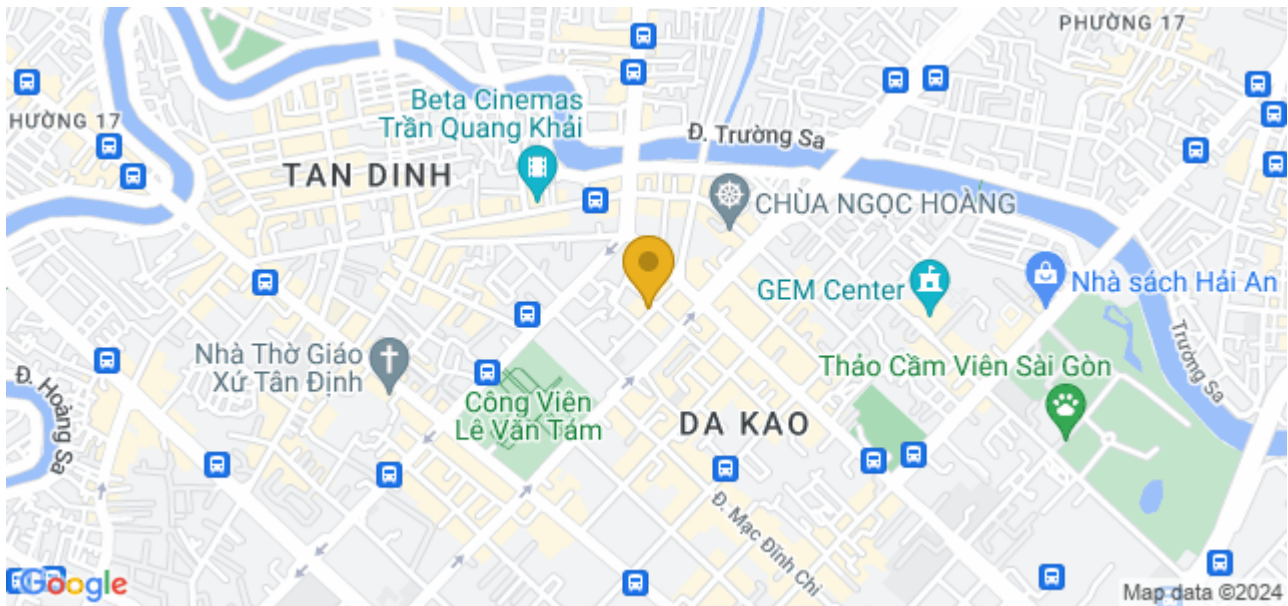 PHƯỜNG 17
Beta Cinemas
Trần Quang Khải
HƯỜNG 17
Đ. Trường Sa
TAN DINH
CHÙA NGỌC HOÀNG
GEM Center
Nhà sách Hải An
Nhà Thờ Giáo
Xứ Tân Định
Trường Sa
Thảo Cầm Viên Sài Gòn
Đ. Hoàng Sa
Công Viên
Lê Văn Tám
DA KAO
Đ. Mạc Đĩnh Chi
Google
Map data ©2024